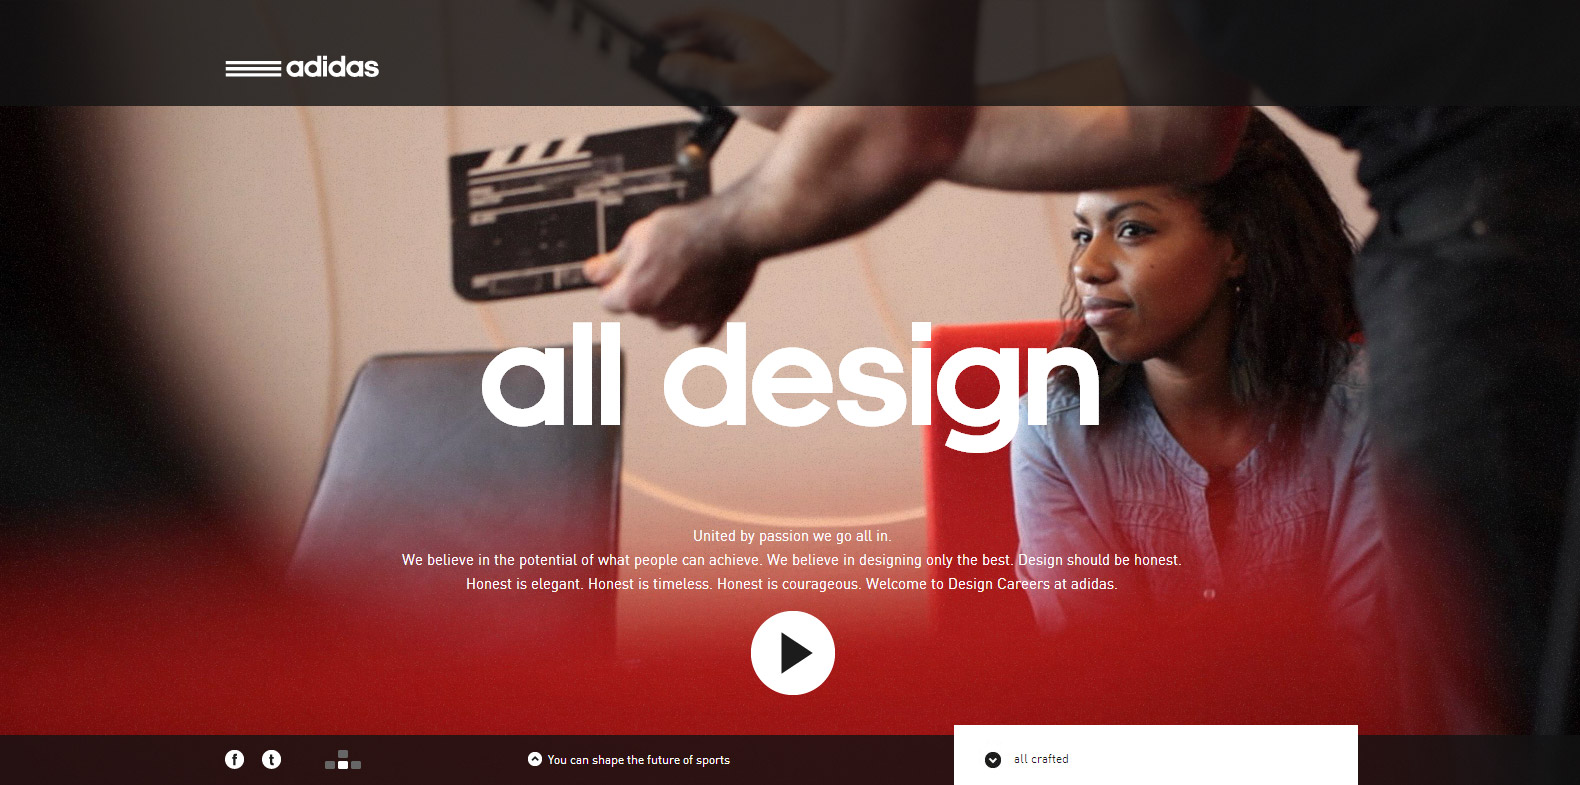 adidas
all design
United by passion we go all in.
We believe in the potential of what people can achieve. We believe in designing only the best. Design should be honest.
Honest is elegant. Honest is timeless. Honest is courageous. Welcome to Design Careers at adidas.
f t
You can shape the future of sports
all crafted